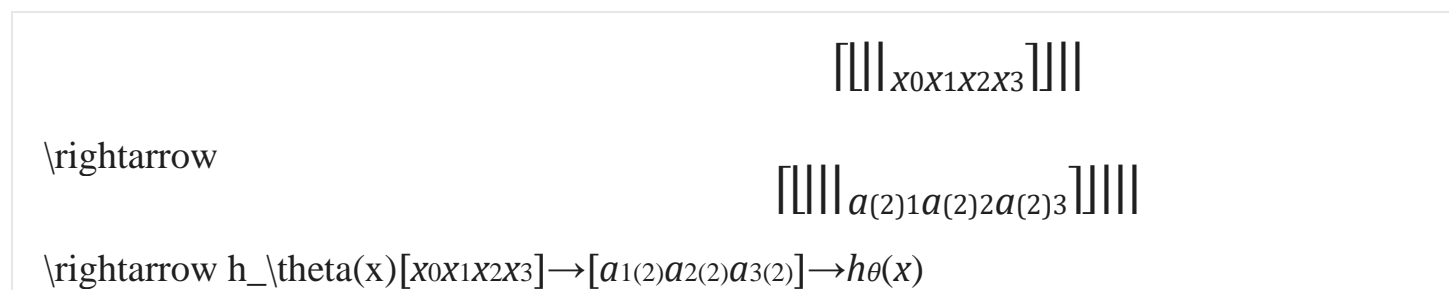 ⎡⎣|||x0x1x2x3⎤⎦|||
\rightarrow
⎡⎣||||a(2)1a(2)2a(2)3⎤⎦||||
\rightarrow h_\theta(x)[x0x1x2x3]→[a1(2)a2(2)a3(2)]→hθ(x)